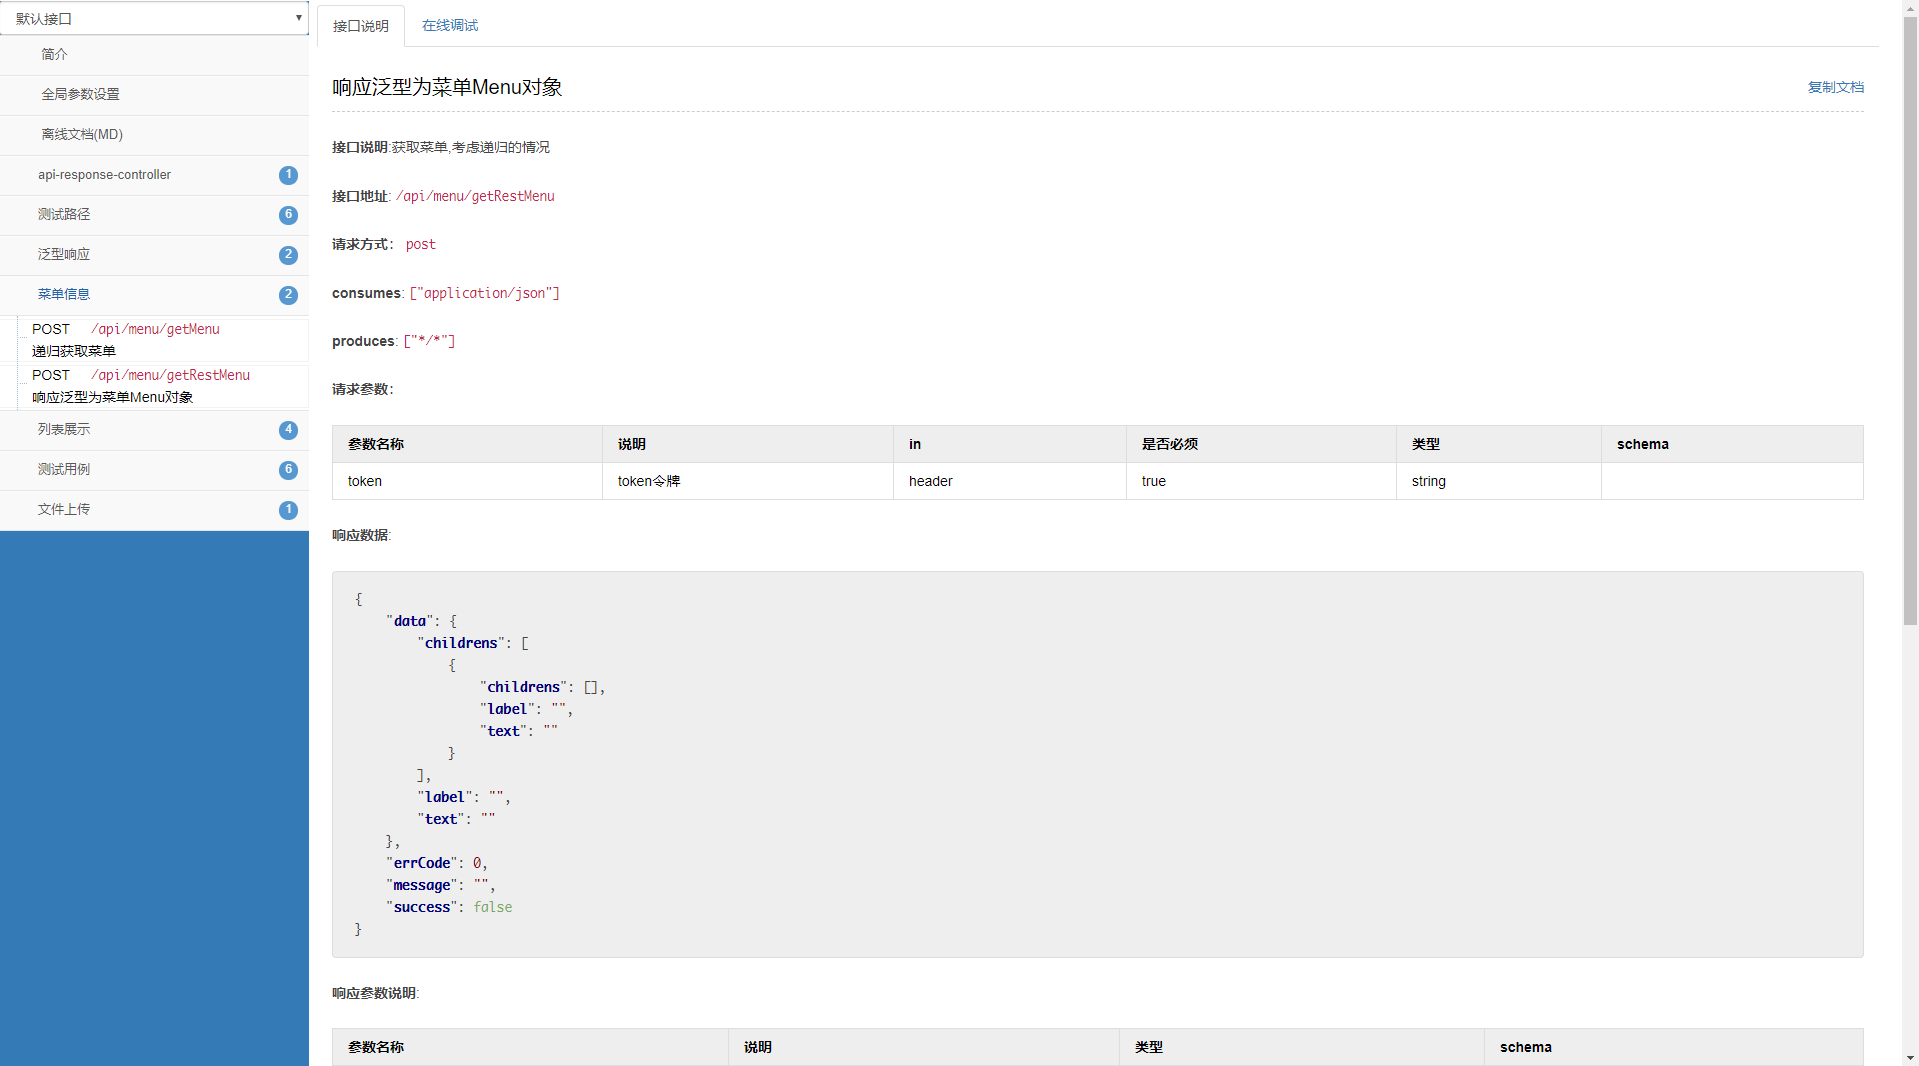 默认接口
简介
全局参数设置
离线文档(MD)
api-response-controller 1
测试路径 6
泛型响应 2
菜单信息 2
POST /api/menu/getMenu
递归获取菜单
POST /api/menu/getRestMenu
响应泛型为菜单Menu对象
列表展示 4
测试用例 6
文件上传 1
接口说明 在线调试
响应泛型为菜单Menu对象 复制文档
接口说明:获取菜单,考虑递归的情况
接口地址: /api/menu/getRestMenu
请求方式： post
consumes: ["application/json"]
produces: ["*/*"]
请求参数：
参数名称 说明 in 是否必须 类型 schema
token token令牌 header true string
响应数据:
{
    "data": {
        "childrens": [
            {
                "childrens": [],
                "label": "",
                "text": ""
            }
        ],
        "label": "",
        "text": ""
    },
    "errCode": 0,
    "message": "",
    "success": false
}
响应参数说明:
参数名称 说明 类型 schema